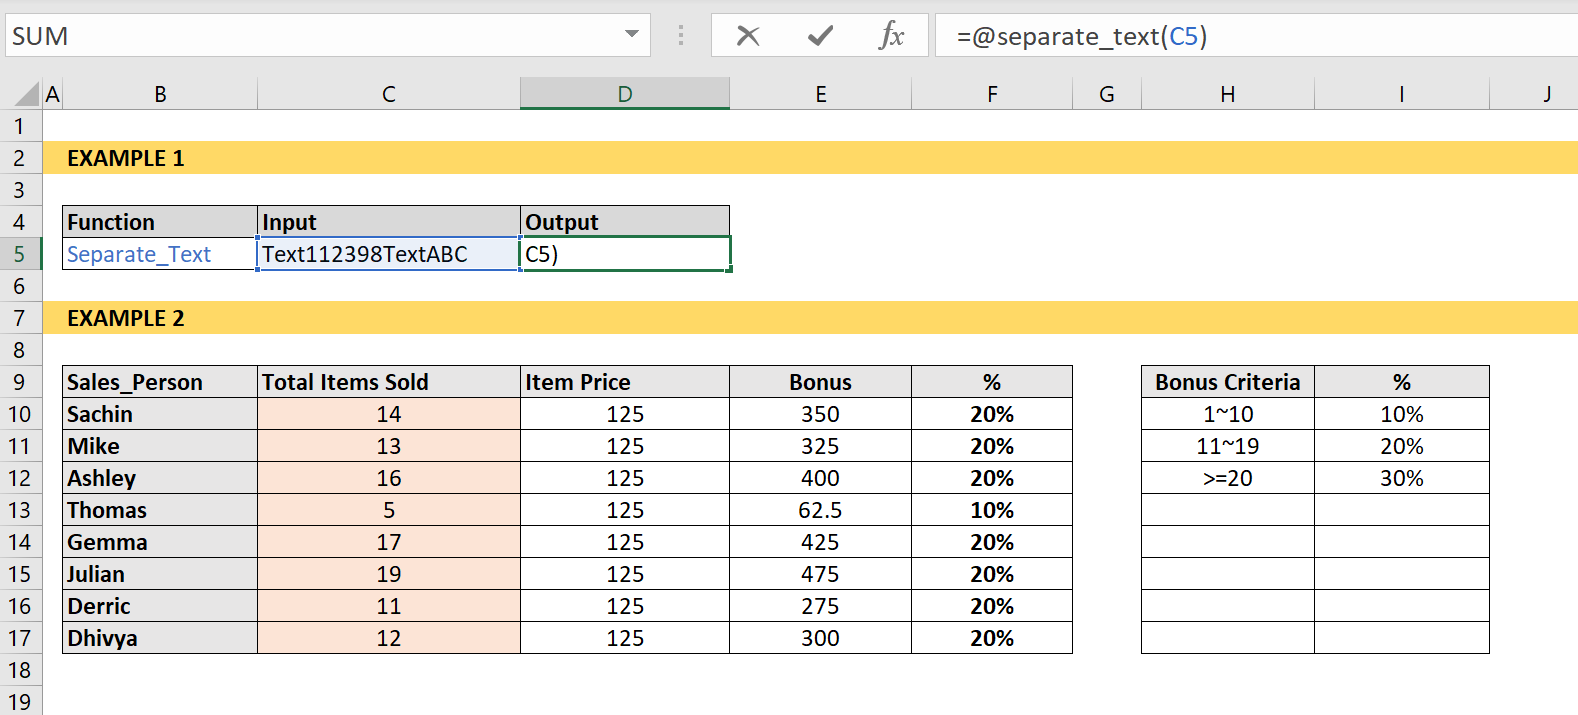 SUM fx =@separate_text(C5)
A B C D E F G H I J
1
2 EXAMPLE 1
3
4 Function Input Output
5 Separate_Text Text112398TextABC C5)
6
7 EXAMPLE 2
8
9 Sales_Person Total Items Sold Item Price Bonus % Bonus Criteria %
10 Sachin 14 125 350 20% 1~10 10%
11 Mike 13 125 325 20% 11~19 20%
12 Ashley 16 125 400 20% >=20 30%
13 Thomas 5 125 62.5 10%
14 Gemma 17 125 425 20%
15 Julian 19 125 475 20%
16 Derric 11 125 275 20%
17 Dhivya 12 125 300 20%
18
19